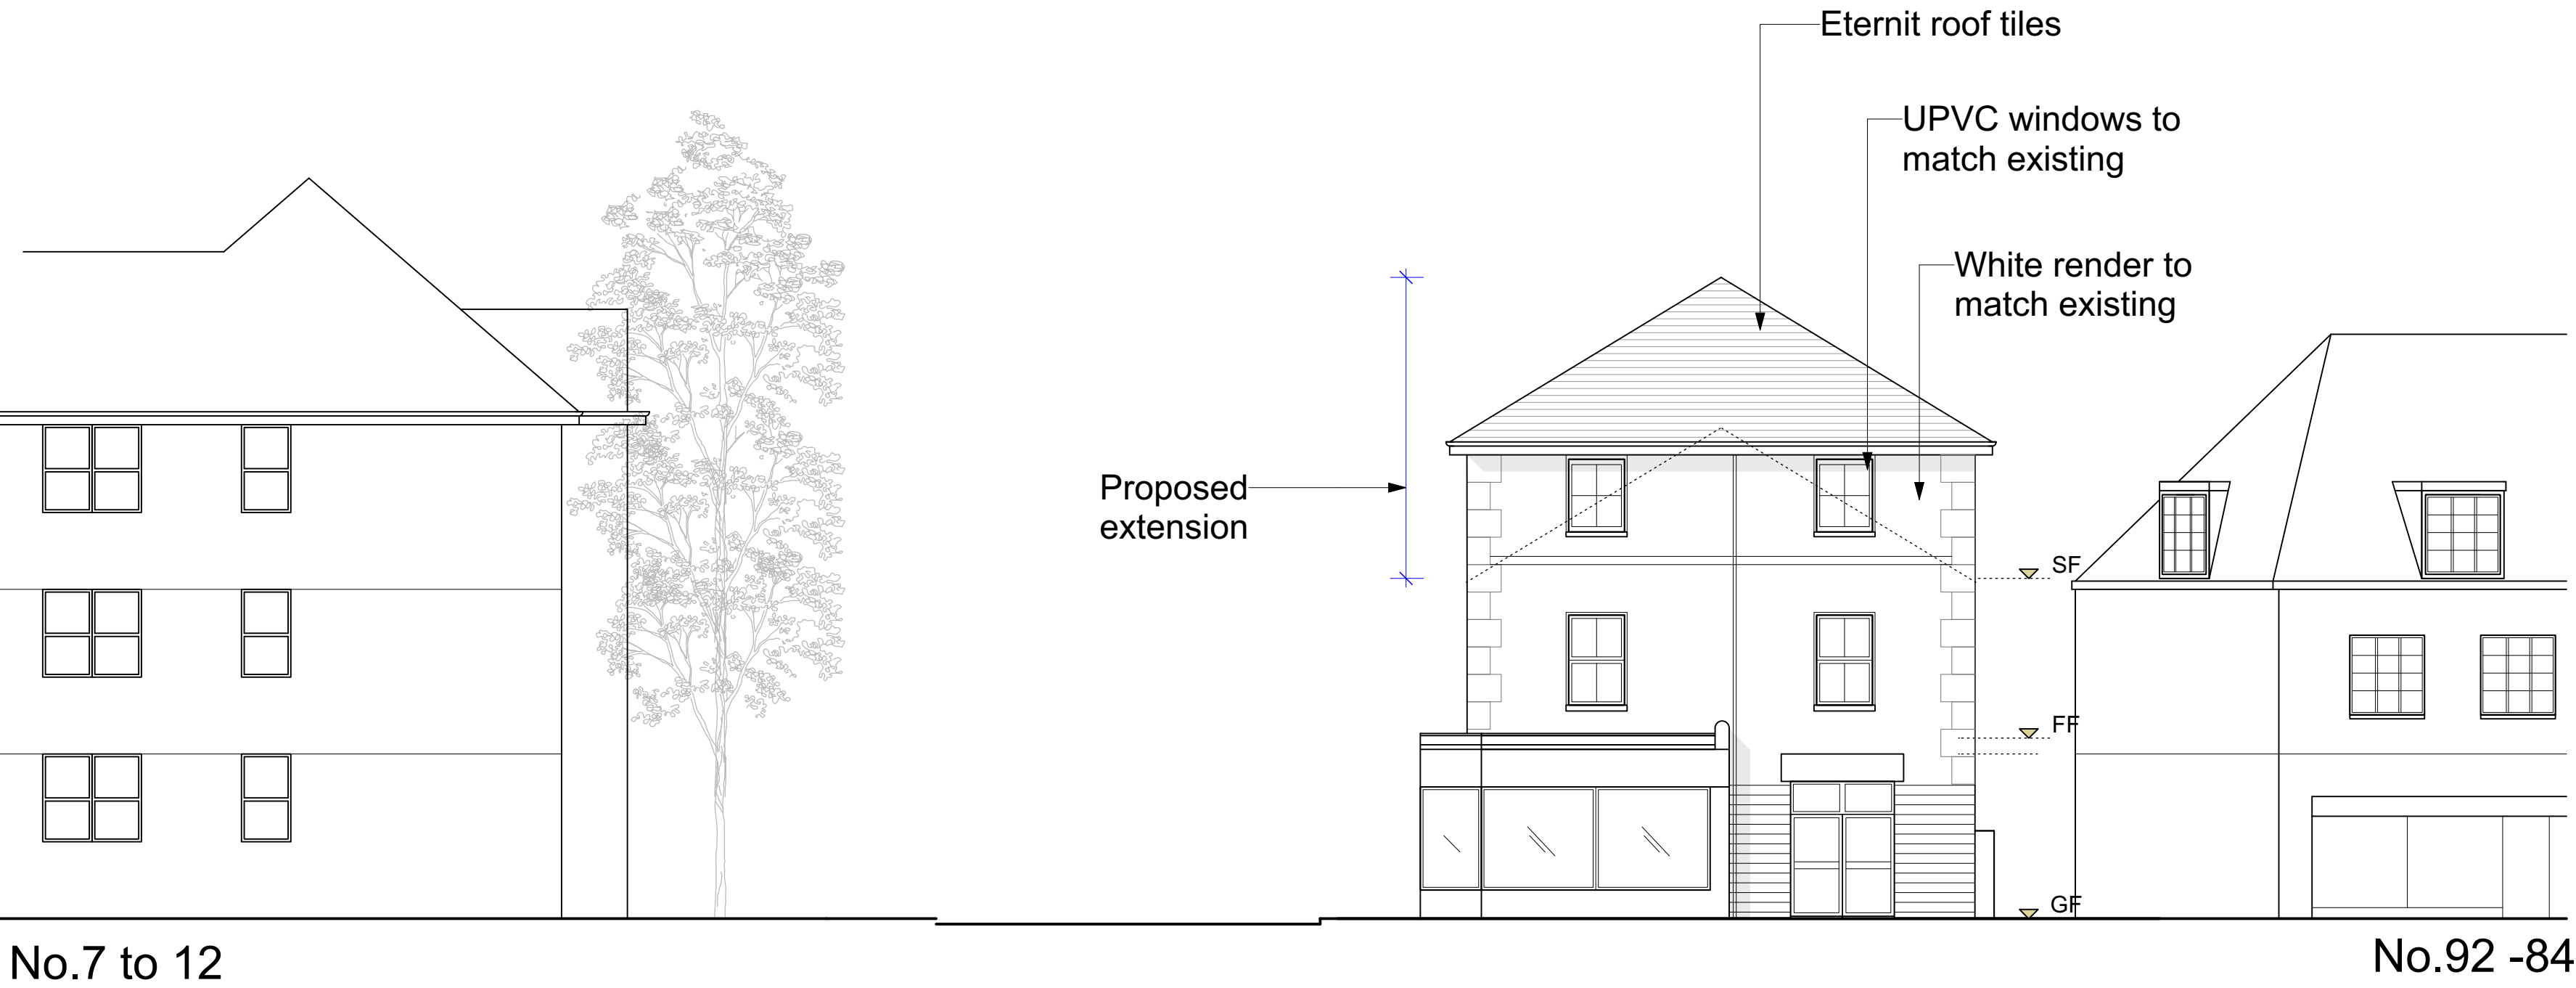 Eternit roof tiles
UPVC windows to
match existing
White render to
match existing
Proposed
extension
SF
FF
GF
No.7 to 12
No.92 -84